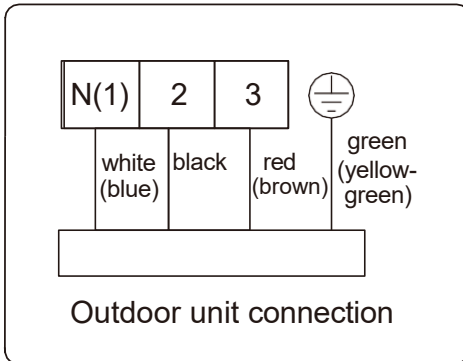 N(1) 2 3
white black red green
(blue) (brown) (yellow-
green)
Outdoor unit connection